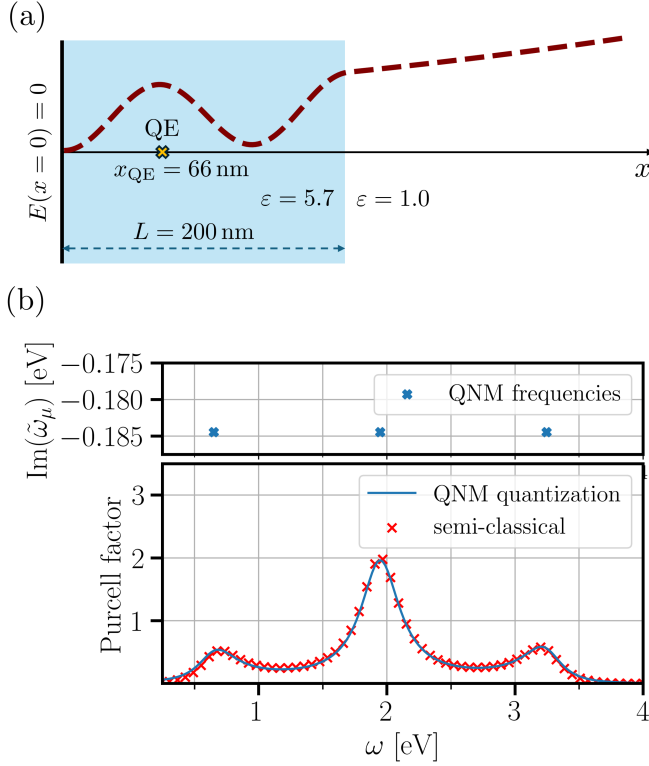 (a)
E(x = 0) = 0
QE
x_QE = 66 nm
x
ε = 5.7
ε = 1.0
L = 200 nm
(b)
Im(ω̃_μ) [eV]
−0.175
−0.180
−0.185
QNM frequencies
Purcell factor
3
2
1
QNM quantization
semi-classical
1
2
3
4
ω [eV]